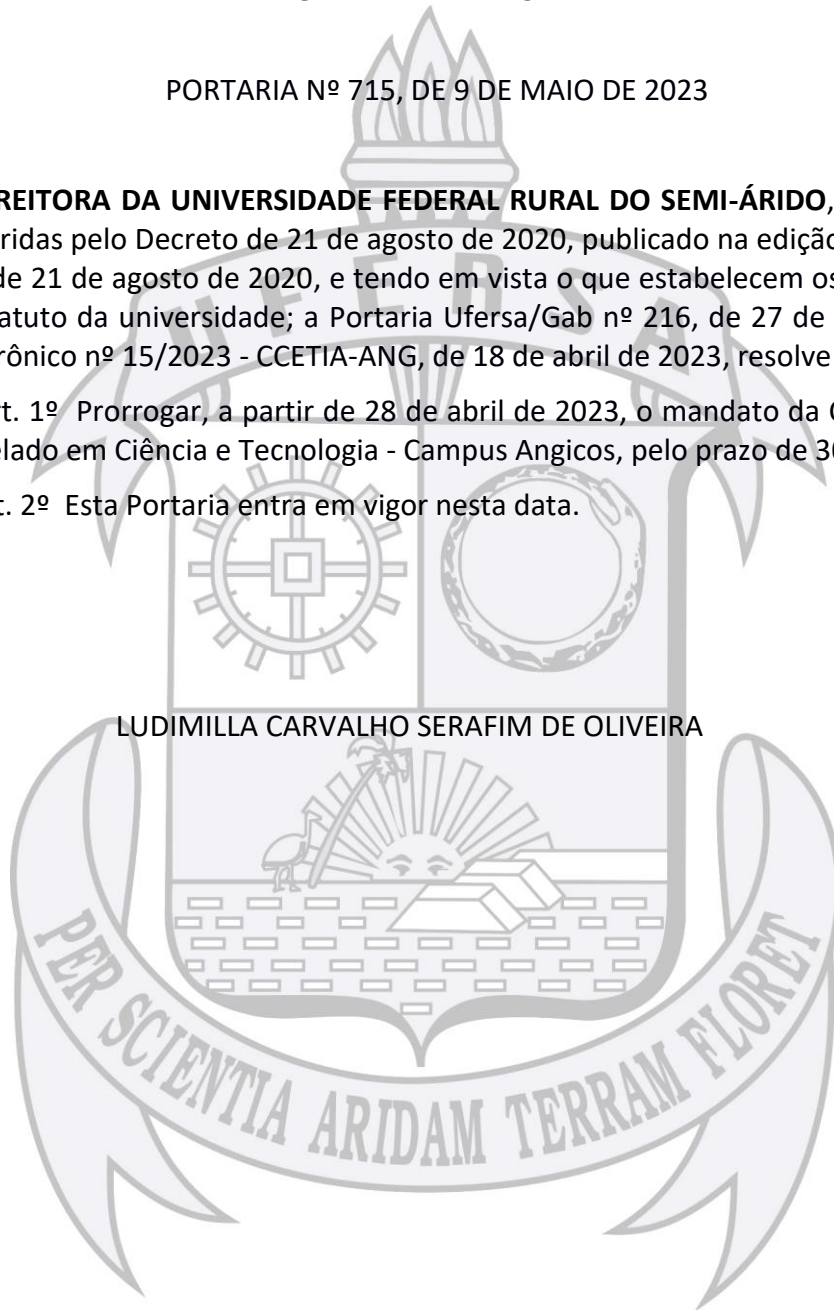 PORTARIA Nº 715, DE 9 DE MAIO DE 2023
REITORA DA UNIVERSIDADE FEDERAL RURAL DO SEMI-ÁRIDO,
ridas pelo Decreto de 21 de agosto de 2020, publicado na edição
de 21 de agosto de 2020, e tendo em vista o que estabelecem os
atuto da universidade; a Portaria Ufersa/Gab nº 216, de 27 de
rônico nº 15/2023 - CCETIA-ANG, de 18 de abril de 2023, resolve
rt. 1º Prorrogar, a partir de 28 de abril de 2023, o mandato da
elado em Ciência e Tecnologia - Campus Angicos, pelo prazo de
t. 2º Esta Portaria entra em vigor nesta data.
UFERSA
LUDIMILLA CARVALHO SERAFIM DE OLIVEIRA
PER SCIENTIA ARIDAM TERRAM FLORET